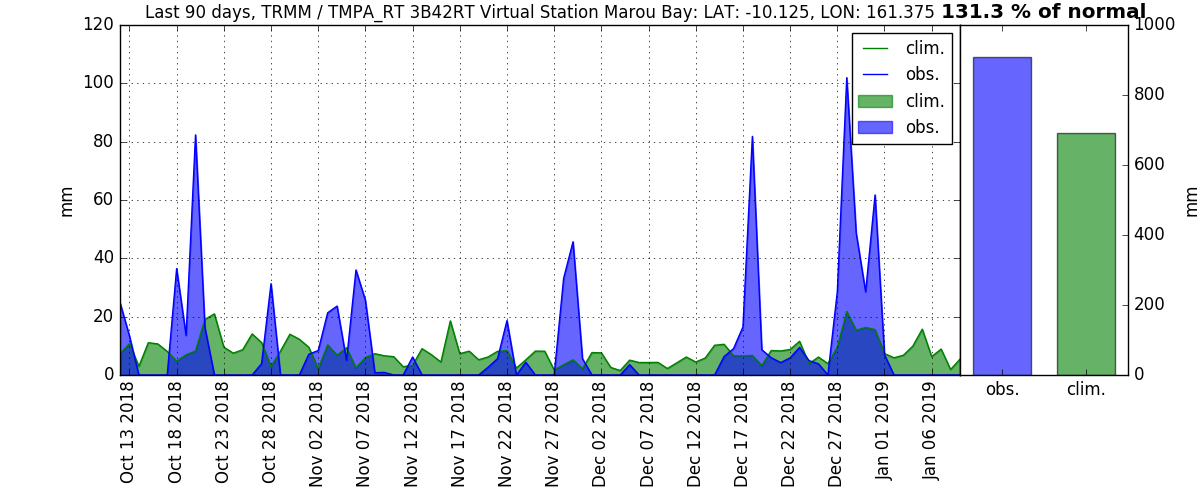 Last 90 days, TRMM / TMPA_RT 3B42RT Virtual Station Marou Bay: LAT: -10.125, LON: 161.375 131.3 % of normal
120
100
80
60
40
20
0
mm
clim.
obs.
clim.
obs.
Oct 13 2018
Oct 18 2018
Oct 23 2018
Oct 28 2018
Nov 02 2018
Nov 07 2018
Nov 12 2018
Nov 17 2018
Nov 22 2018
Nov 27 2018
Dec 02 2018
Dec 07 2018
Dec 12 2018
Dec 17 2018
Dec 22 2018
Dec 27 2018
Jan 01 2019
Jan 06 2019
1000
800
600
400
200
0
mm
obs.
clim.